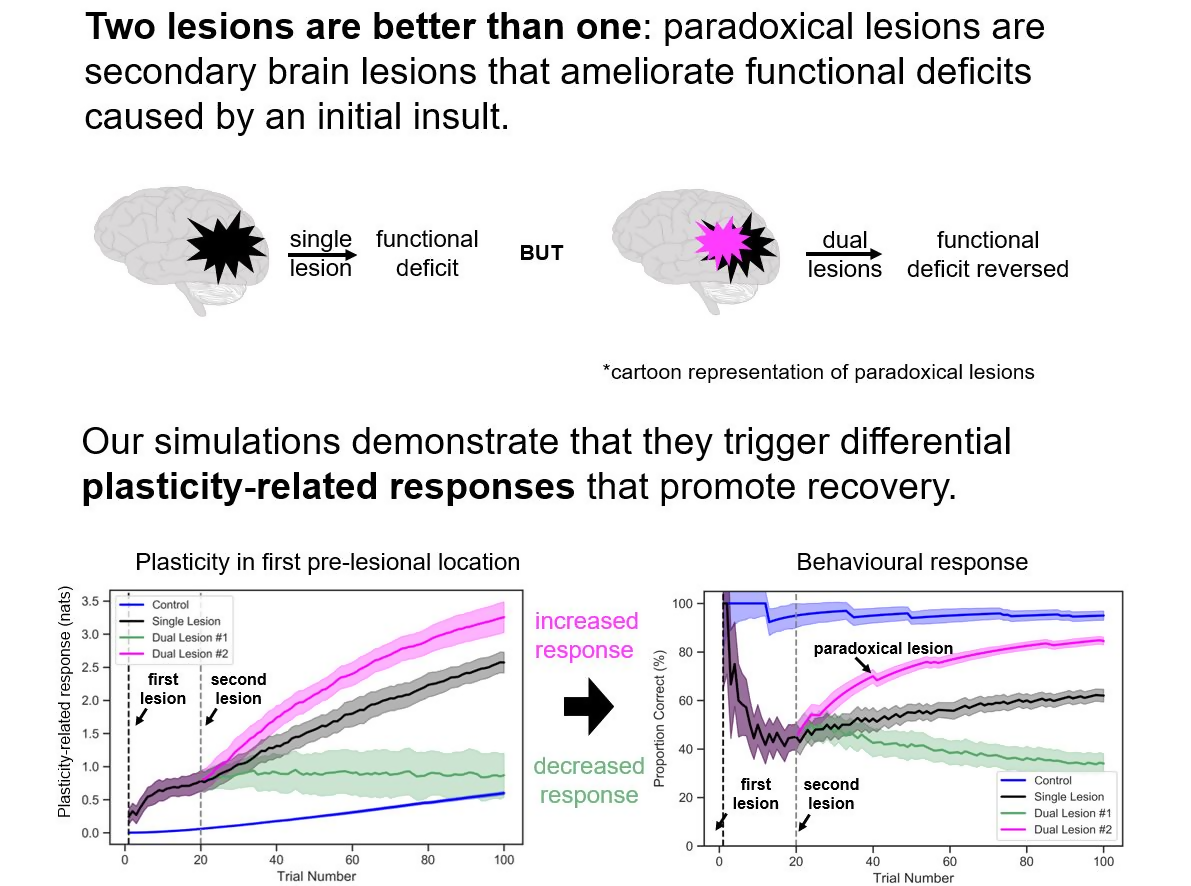 Two lesions are better than one: paradoxical lesions are
secondary brain lesions that ameliorate functional deficits
caused by an initial insult.
single
lesion
functional
deficit
BUT
dual
lesions
functional
deficit reversed
*cartoon representation of paradoxical lesions
Our simulations demonstrate that they trigger differential
plasticity-related responses that promote recovery.
Plasticity in first pre-lesional location
Plasticity-related response (nats)
3.5
3.0
2.5
2.0
1.5
1.0
0.5
0.0
Control
Single Lesion
Dual Lesion #1
Dual Lesion #2
first
lesion
second
lesion
0 20 40 60 80 100
Trial Number
increased
response
decreased
response
Behavioural response
Proportion Correct (%)
100
80
60
40
20
0
paradoxical lesion
first
lesion
second
lesion
Control
Single Lesion
Dual Lesion #1
Dual Lesion #2
0 20 40 60 80 100
Trial Number